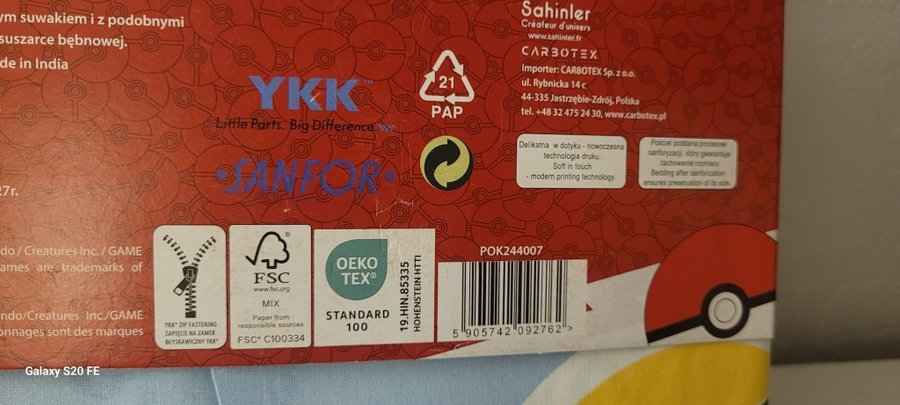 ym suwakiem i z podobnymi
suszarce bębnowej.
de in India
27r.
ndo / Creatures Inc. / GAME
ames are trademarks of
ndo/Creatures Inc./GAME
onnages sont des marques
YKK
Little Parts. Big Difference.
•SANFOR•
21
PAP
Sahinler
Créateur d'univers
www.sahinler.fr
CARBOTEX
Importer: CARBOTEX Sp. z o.o.
ul. Rybnicka 14 c
44-335 Jastrzębie-Zdrój, Polska
tel. +48 32 475 24 30, www.carbotex.pl
Delikatna w dotyku - nowoczesna
technologia druku.
Soft in touch
- modern printing technology.
Pościel poddana procesowi
sanforyzacji, który gwarantuje
zachowanie rozmiaru.
Bedding after sanforization
ensures preservation of its size.
YKK® ZIP FASTENING
ZAPIĘCIE NA ZAMEK
BŁYSKAWICZNY YKK®
FSC
www.fsc.org
MIX
Paper from
responsible sources
FSC® C100334
OEKO
TEX®
STANDARD
100
19.HIN.85335
HOHENSTEIN HTTI
POK244007
5 905742 092762 >
Galaxy S20 FE